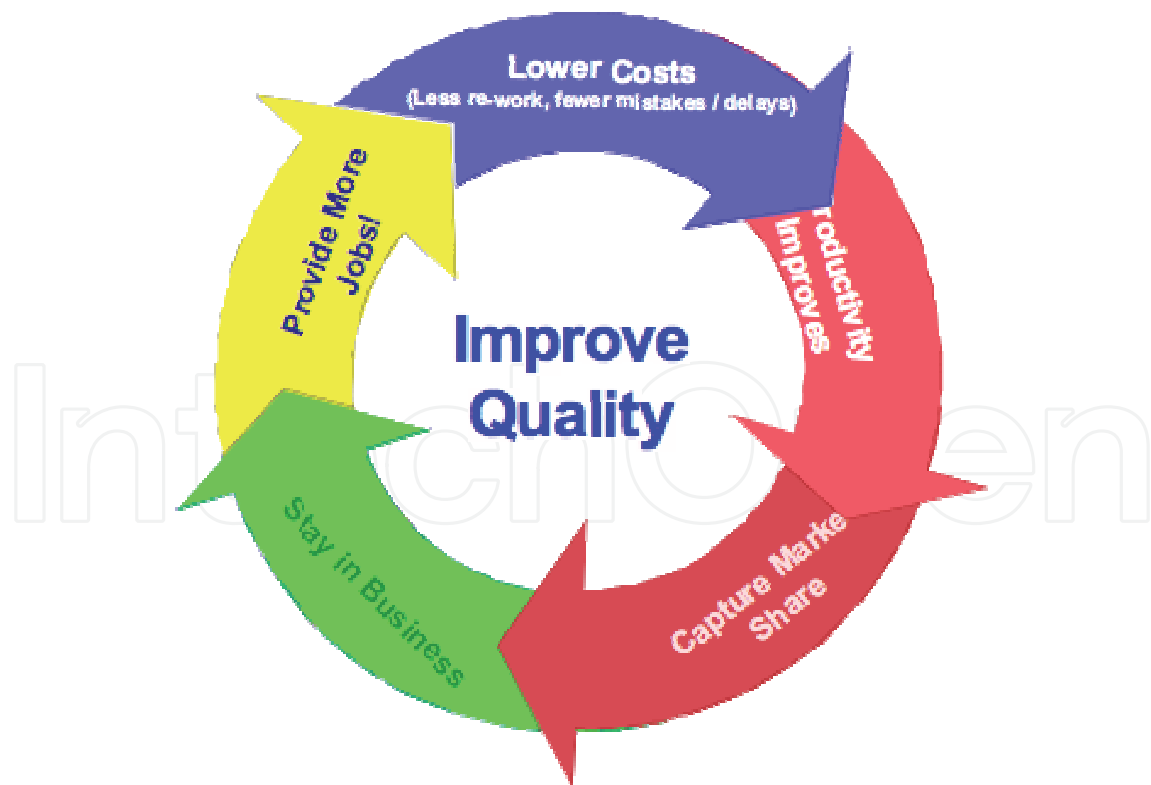 Lower Costs
(Less re-work, fewer mistakes / delays)
roductivity
Improves
Capture Marke
Share
Stay in Business
Provide More
Jobs!
Improve
Quality
IntechOpen